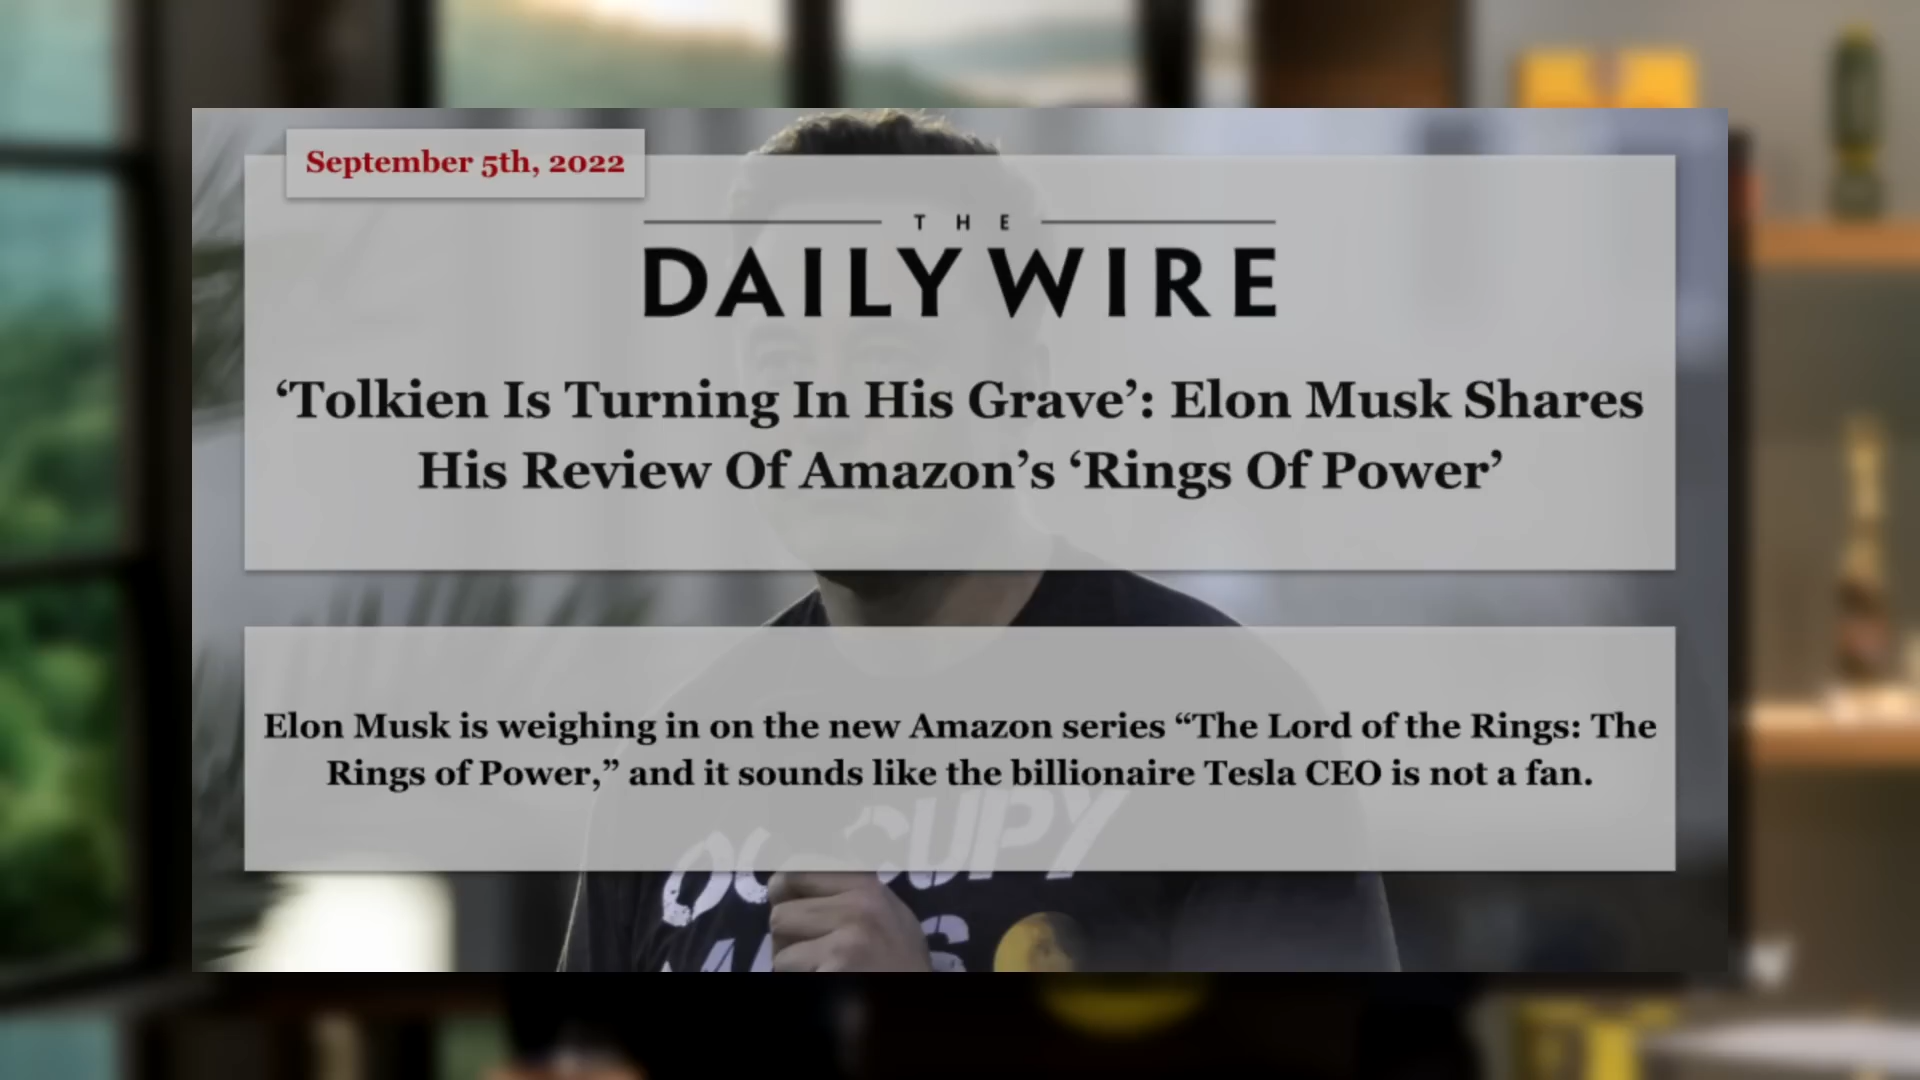 September 5th, 2022
THE
DAILY WIRE
‘Tolkien Is Turning In His Grave’: Elon Musk Shares
His Review Of Amazon’s ‘Rings Of Power’
Elon Musk is weighing in on the new Amazon series “The Lord of the Rings: The
Rings of Power,” and it sounds like the billionaire Tesla CEO is not a fan.
OCCUPY